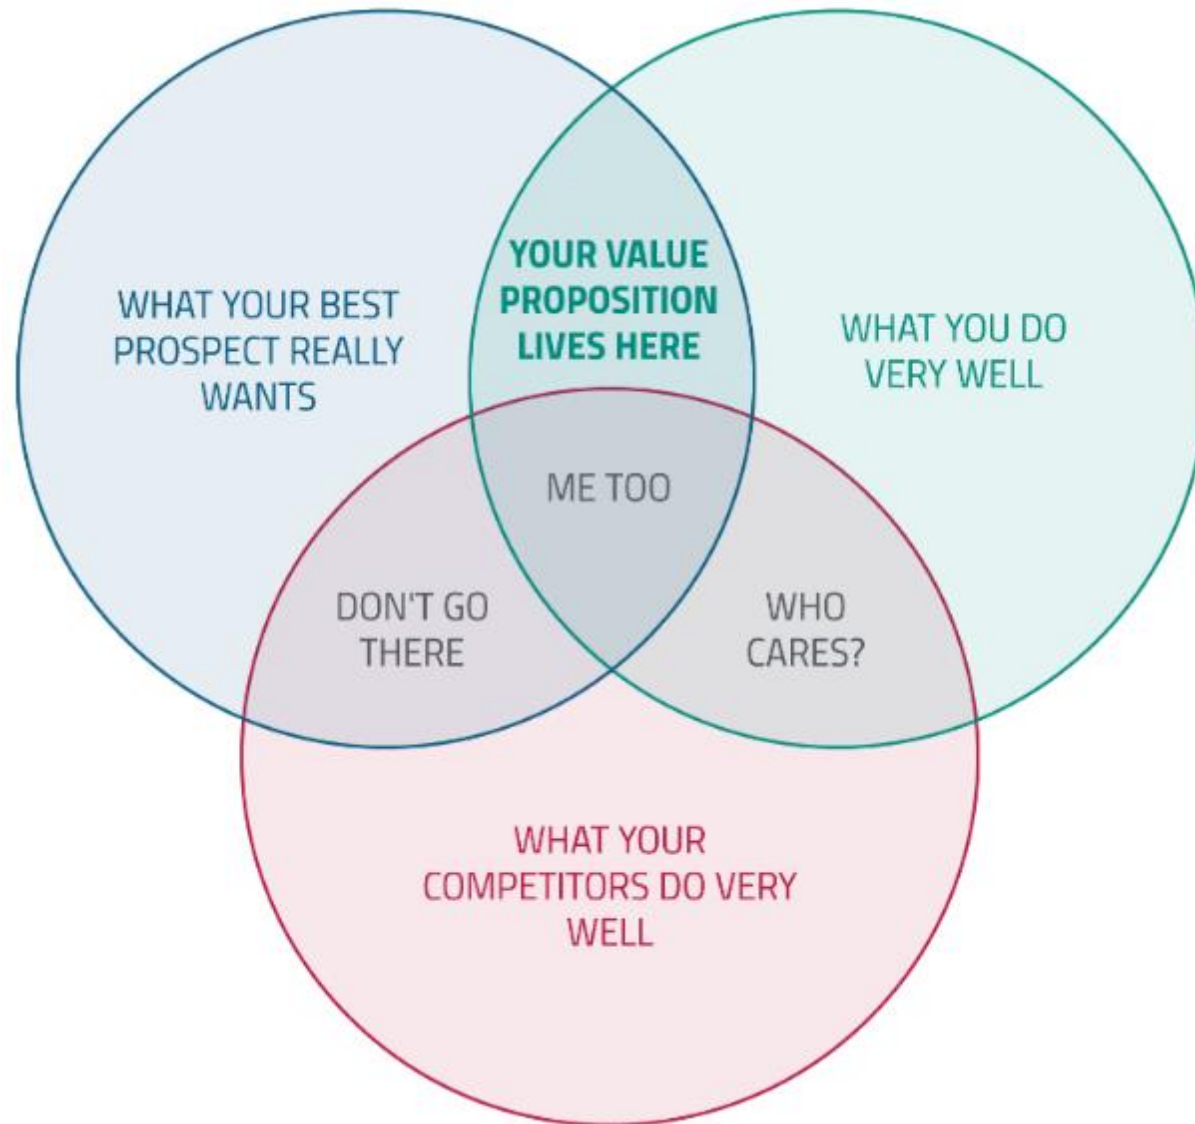 YOUR VALUE
PROPOSITION
LIVES HERE
WHAT YOUR BEST
PROSPECT REALLY
WANTS
WHAT YOU DO
VERY WELL
ME TOO
DON'T GO
THERE
WHO
CARES?
WHAT YOUR
COMPETITORS DO VERY
WELL